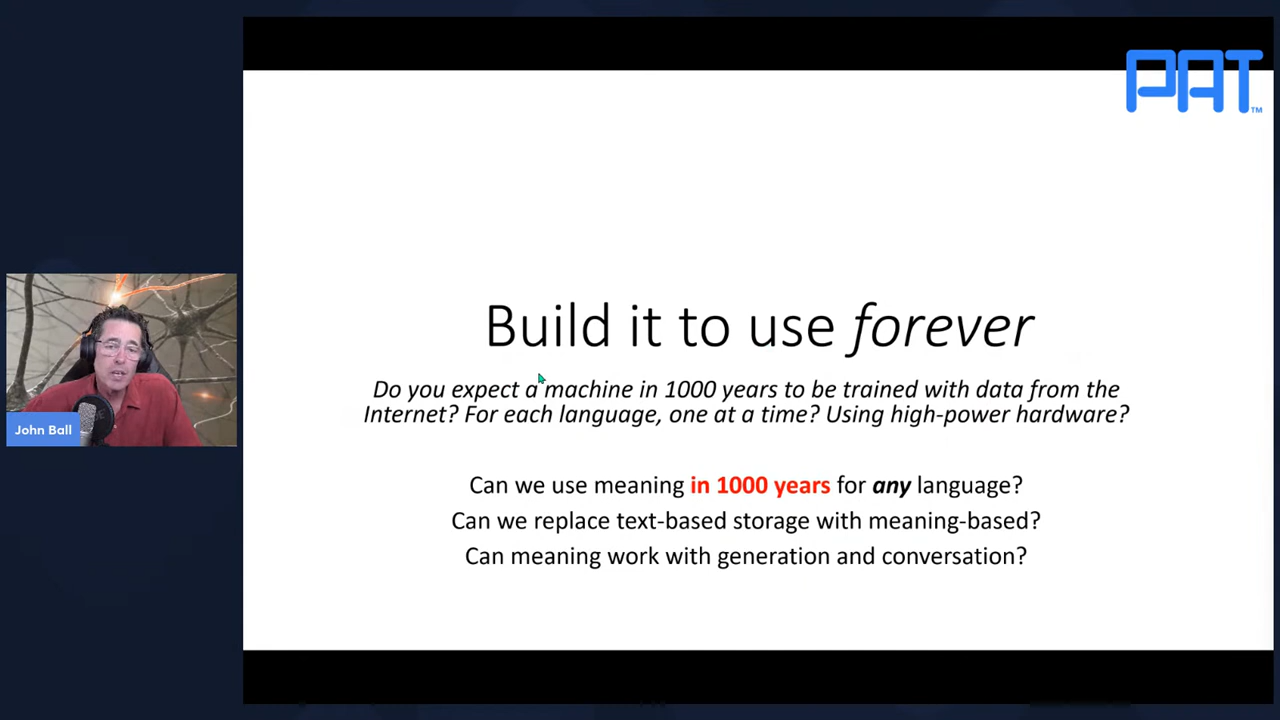 PAT™
Build it to use forever
Do you expect a machine in 1000 years to be trained with data from the
Internet? For each language, one at a time? Using high-power hardware?
Can we use meaning in 1000 years for any language?
Can we replace text-based storage with meaning-based?
Can meaning work with generation and conversation?
John Ball